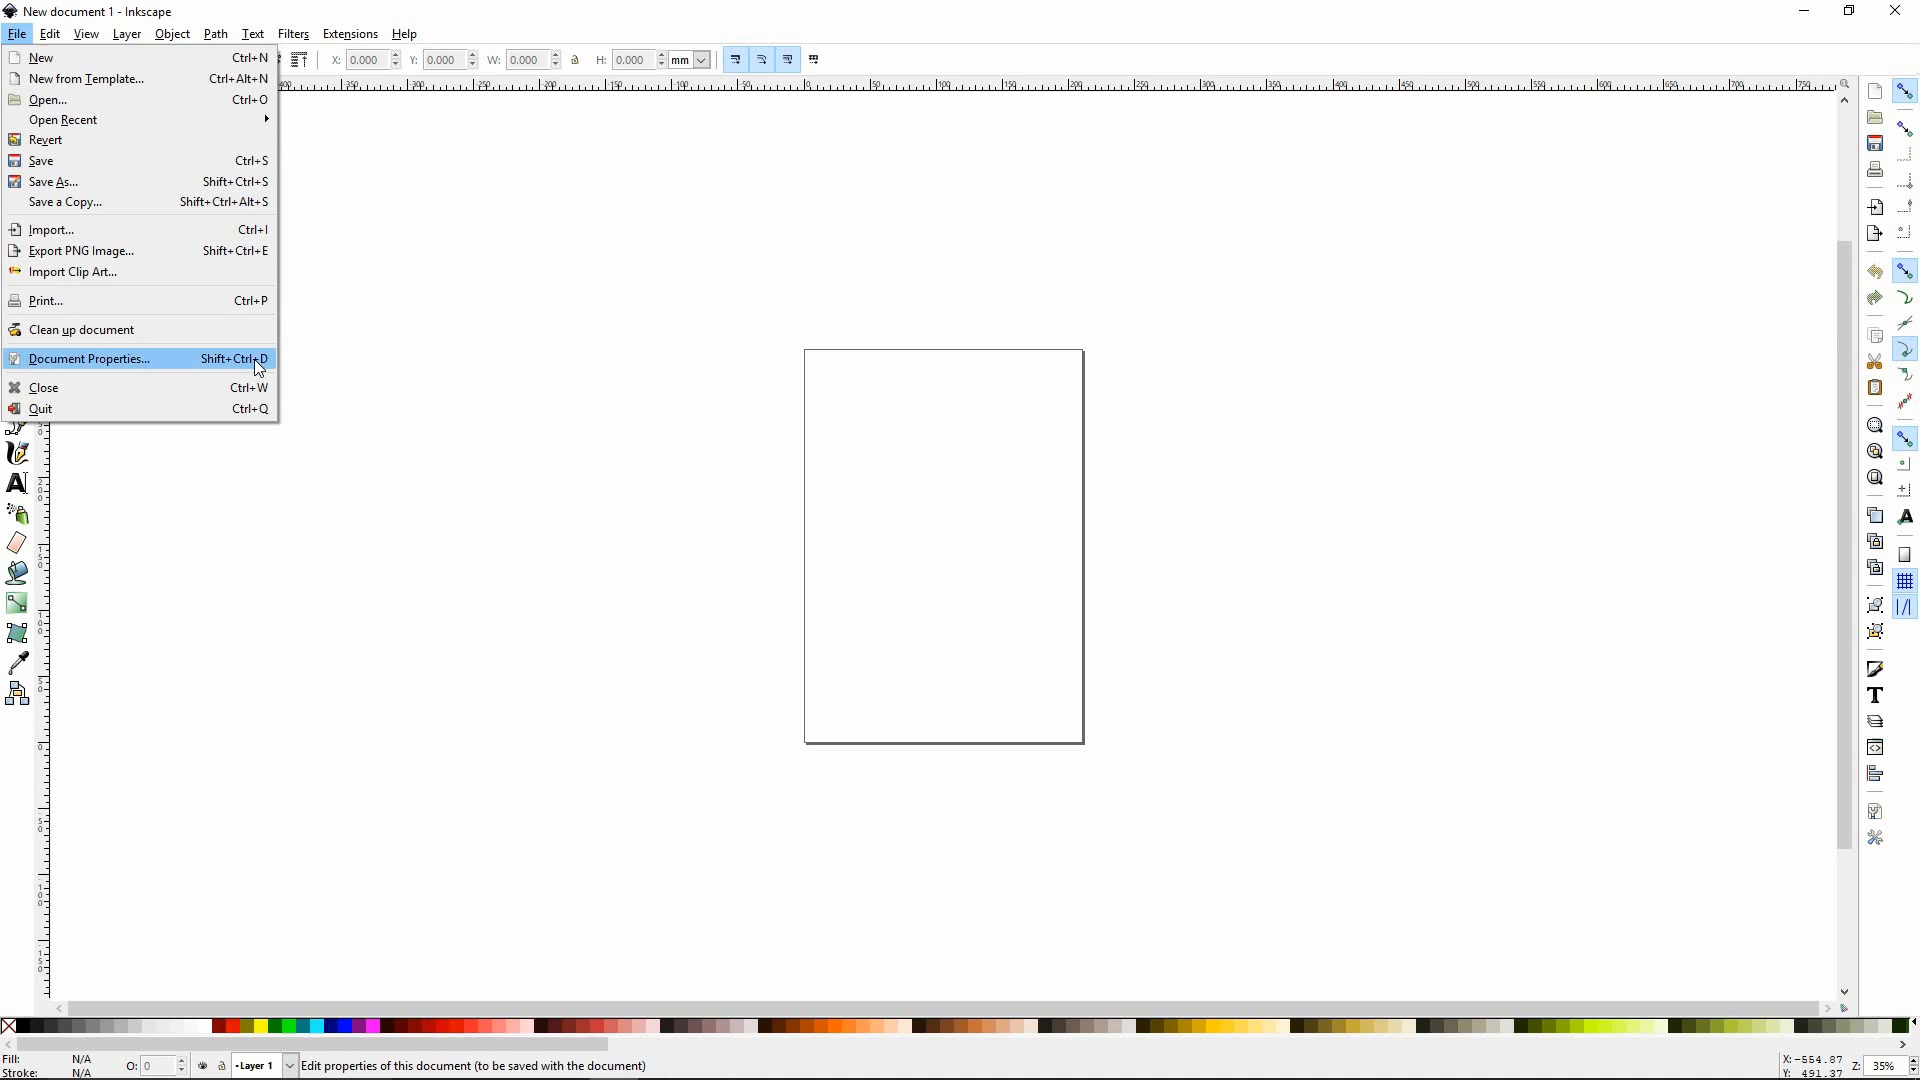 New document 1 - Inkscape
File Edit View Layer Object Path Text Filters Extensions Help
X: 0.000 Y: 0.000 W: 0.000 H: 0.000 mm
New Ctrl+N
New from Template... Ctrl+Alt+N
Open... Ctrl+O
Open Recent
Revert
Save Ctrl+S
Save As... Shift+Ctrl+S
Save a Copy... Shift+Ctrl+Alt+S
Import... Ctrl+I
Export PNG Image... Shift+Ctrl+E
Import Clip Art...
Print... Ctrl+P
Clean up document
Document Properties... Shift+Ctrl+D
Close Ctrl+W
Quit Ctrl+Q
Fill: N/A
Stroke: N/A
O: 0
-Layer 1
Edit properties of this document (to be saved with the document)
X: -554.87
Y: 491.37
Z: 35%